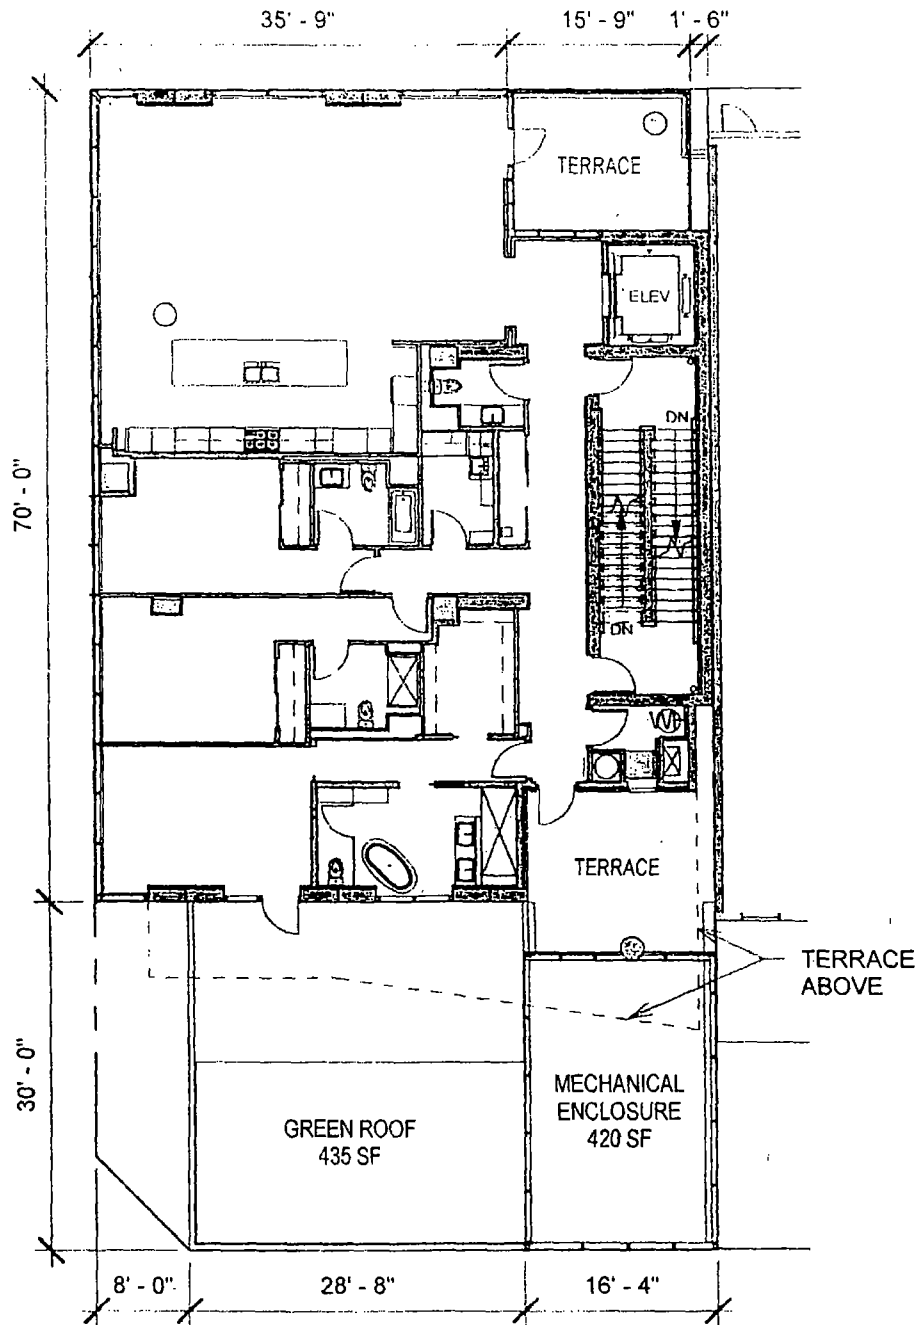 35' - 9"
15' - 9"
1' - 6"
TERRACE
ELEV
DN
70' - 0"
DN
TERRACE
TERRACE
ABOVE
30' - 0"
MECHANICAL
ENCLOSURE
420 SF
GREEN ROOF
435 SF
8' - 0"
28' - 8"
16' - 4"